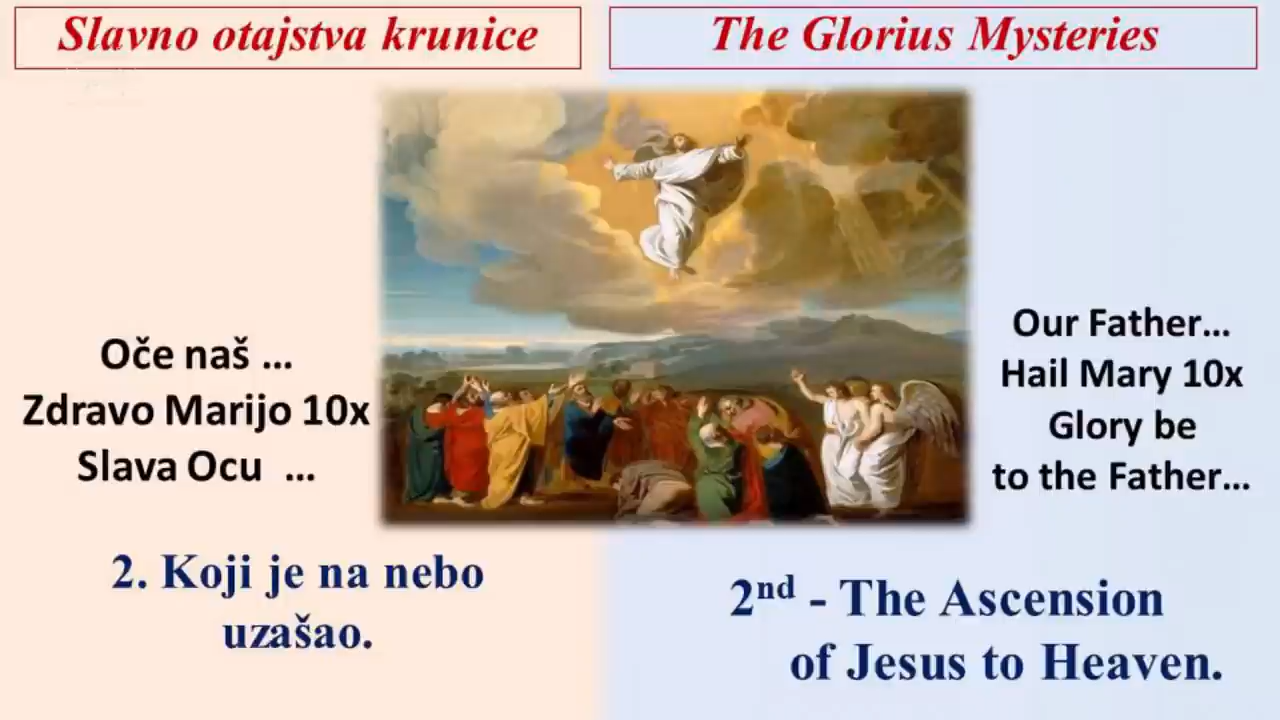 Slavno otajstva krunice
The Glorius Mysteries
Oče naš ...
Zdravo Marijo 10x
Slava Ocu ...
Our Father...
Hail Mary 10x
Glory be
to the Father...
2. Koji je na nebo
uzašao.
2nd - The Ascension
of Jesus to Heaven.